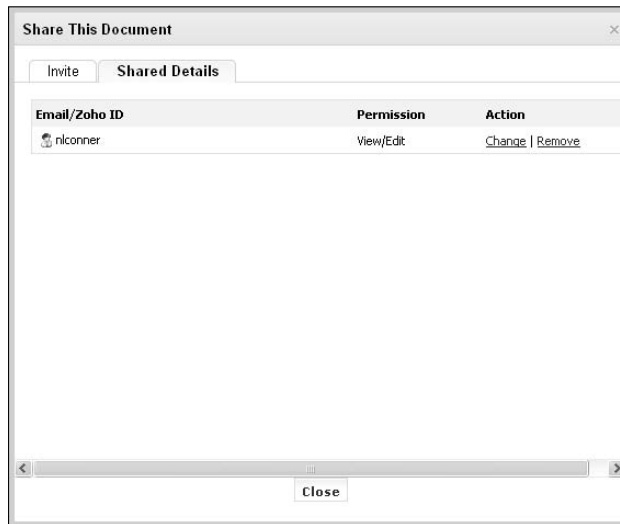 Share This Document
Invite Shared Details
Email/Zoho ID Permission Action
nlconner View/Edit Change | Remove
Close